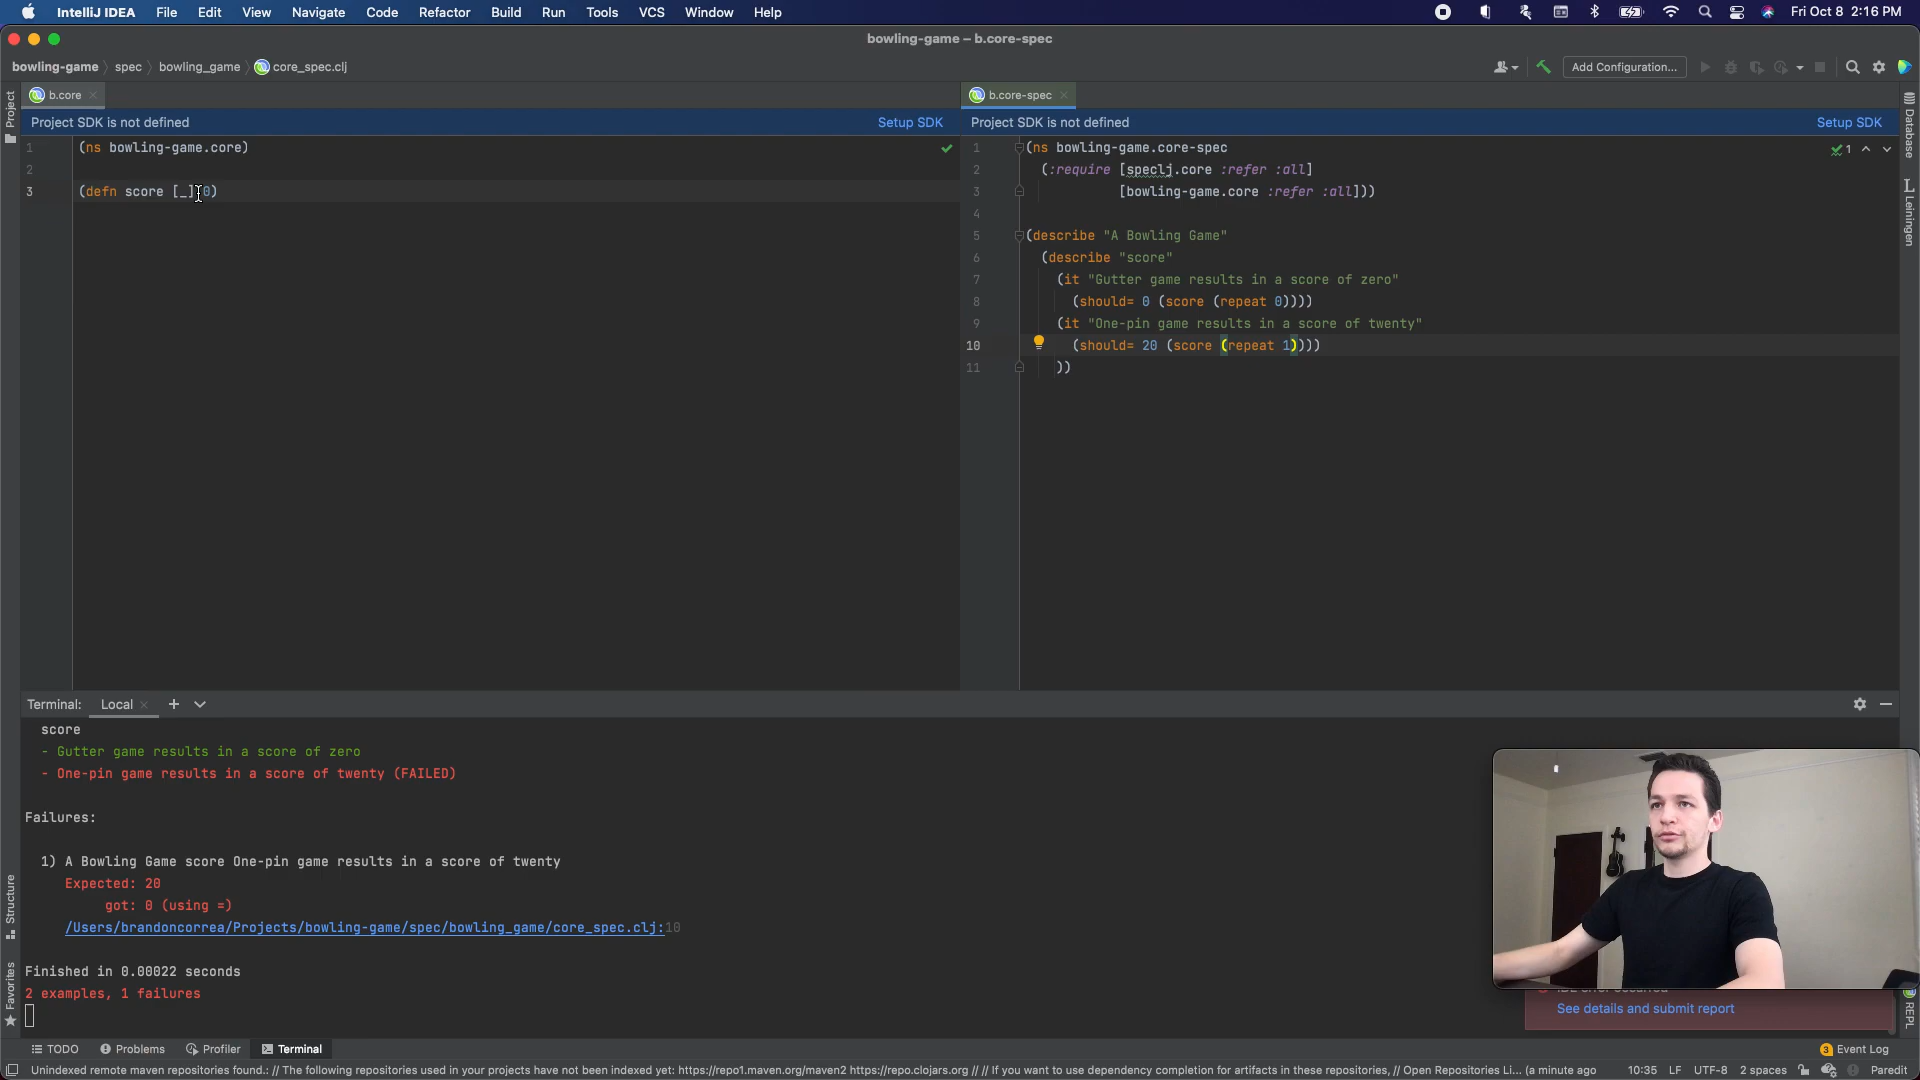 IntelliJ IDEA File Edit View Navigate Code Refactor Build Run Tools VCS Window Help Fri Oct 8 2:16 PM
bowling-game – b.core-spec
bowling-game spec bowling_game core_spec.clj Add Configuration...
b.core
b.core-spec
Project SDK is not defined Setup SDK
Project SDK is not defined Setup SDK
1 (ns bowling-game.core)
2
3 (defn score [_] 0)
1 (ns bowling-game.core-spec
2 (:require [speclj.core :refer :all]
3 [bowling-game.core :refer :all]))
4
5 (describe "A Bowling Game"
6 (describe "score"
7 (it "Gutter game results in a score of zero"
8 (should= 0 (score (repeat 0))))
9 (it "One-pin game results in a score of twenty"
10 (should= 20 (score (repeat 1))))
11 ))
1
Project
Structure
Favorites
Database
Leiningen
REPL
Terminal: Local
score
- Gutter game results in a score of zero
- One-pin game results in a score of twenty (FAILED)
Failures:
1) A Bowling Game score One-pin game results in a score of twenty
Expected: 20
got: 0 (using =)
/Users/brandoncorrea/Projects/bowling-game/spec/bowling_game/core_spec.clj:10
Finished in 0.00022 seconds
2 examples, 1 failures
See details and submit report
TODO Problems Profiler Terminal 3 Event Log
Unindexed remote maven repositories found.: // The following repositories used in your projects have not been indexed yet: https://repo1.maven.org/maven2 https://repo.clojars.org // // If you want to use dependency completion for artifacts in these repositories, // Open Repositories Li... (a minute ago 10:35 LF UTF-8 2 spaces Paredit